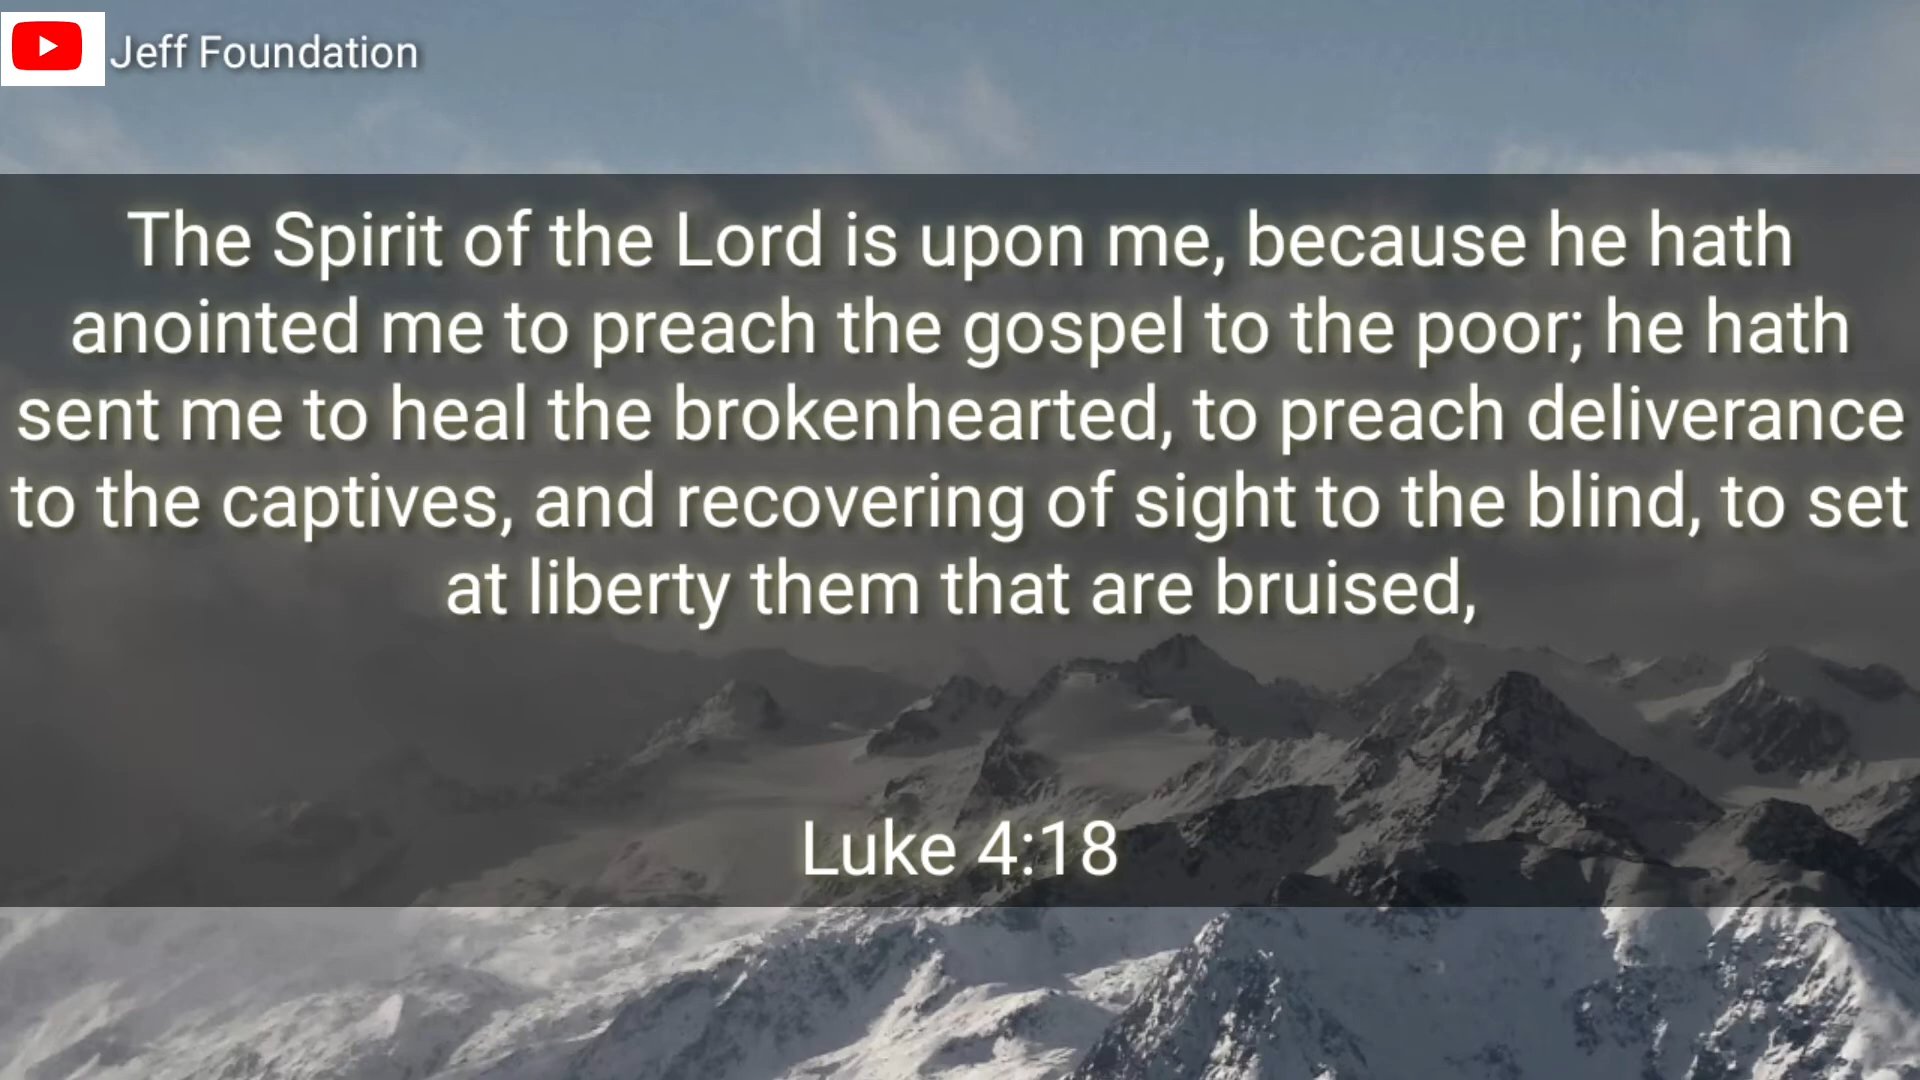 Jeff Foundation
The Spirit of the Lord is upon me, because he hath
anointed me to preach the gospel to the poor; he hath
sent me to heal the brokenhearted, to preach deliverance
to the captives, and recovering of sight to the blind, to set
at liberty them that are bruised,
Luke 4:18